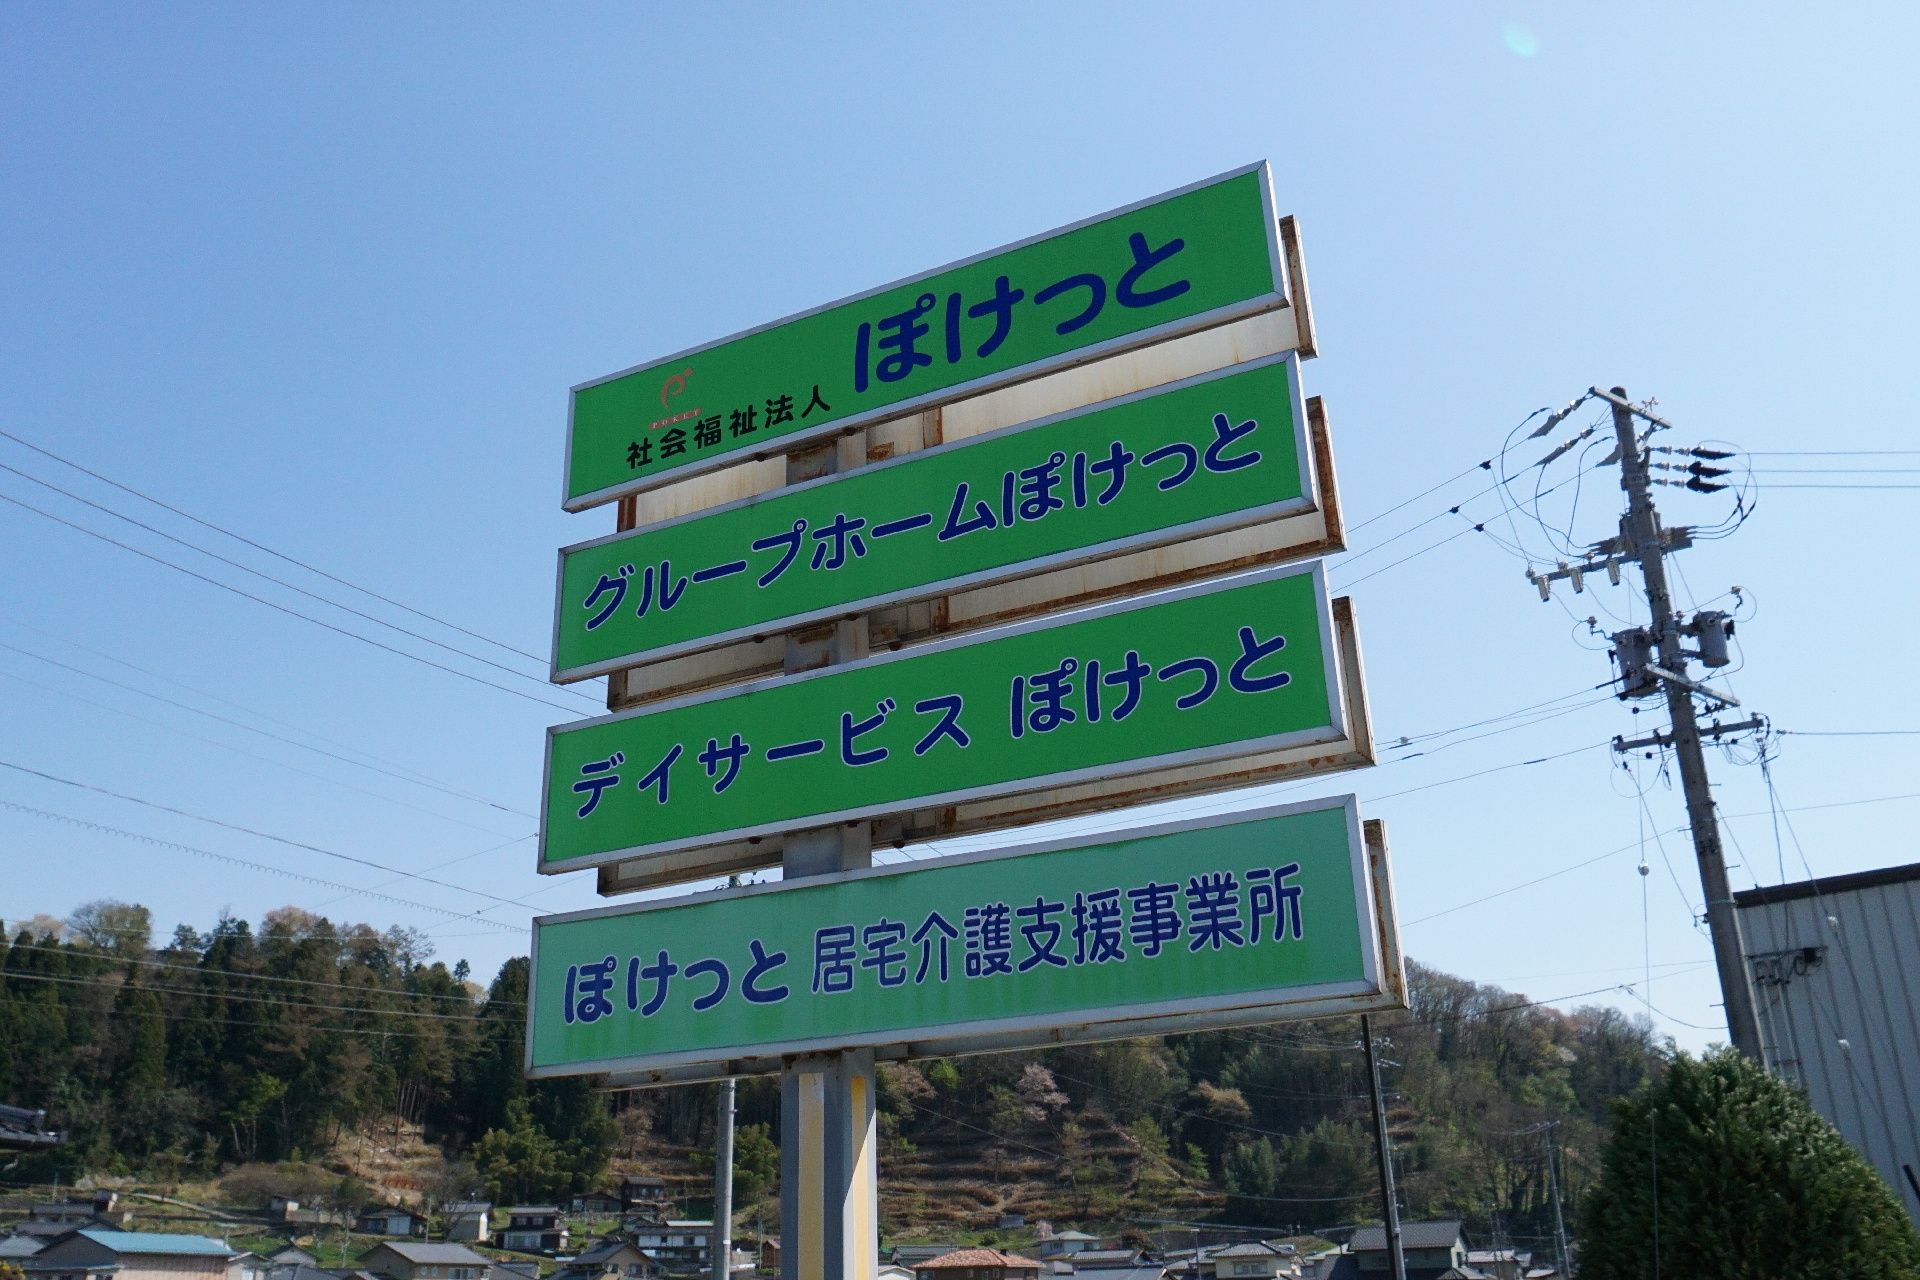 POKET
社会福祉法人 ぽけっと
グループホームぽけっと
デイサービス ぽけっと
ぽけっと 居宅介護支援事業所